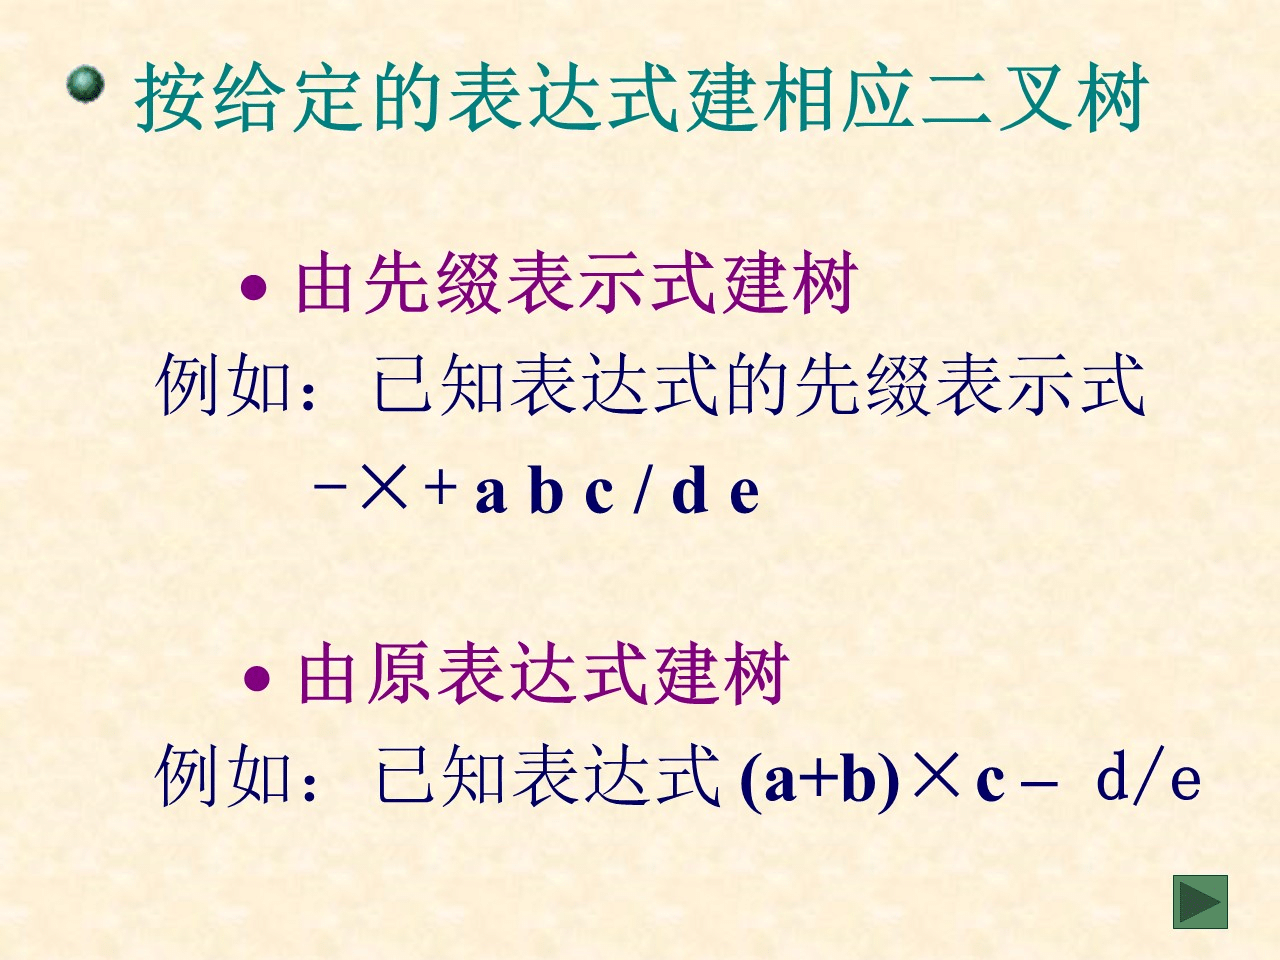 按给定的表达式建相应二叉树
● 由先缀表示式建树
例如：已知表达式的先缀表示式
-×+ a b c / d e
● 由原表达式建树
例如：已知表达式 (a+b)×c – d/e